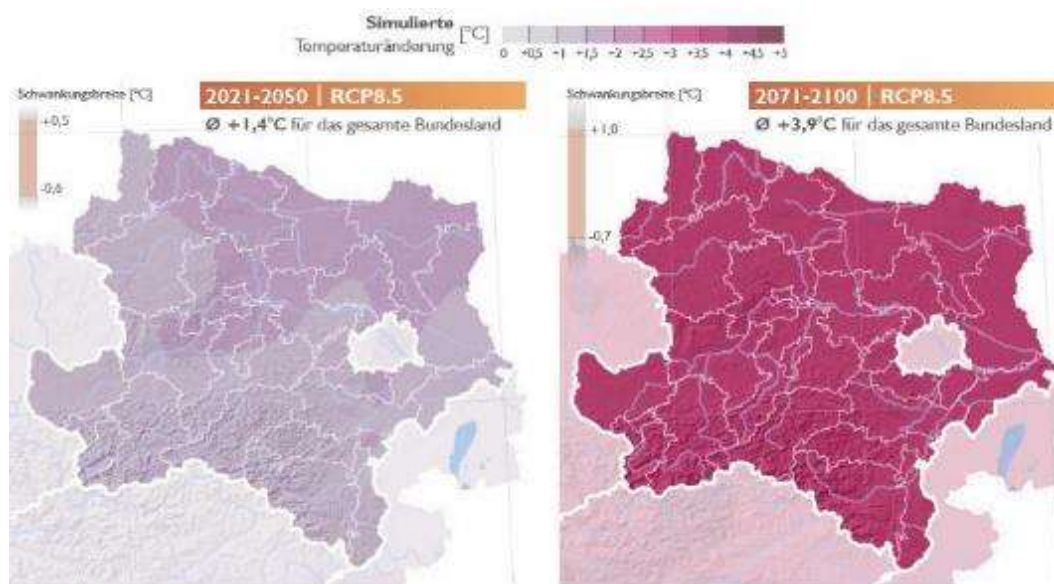 Simulierte
Temperaturänderung
[°C]
0 +0,5 +1 +1,5 +2 +2,5 +3 +3,5 +4 +4,5 +5
Schwankungsbreite [°C]
2021-2050 | RCP8.5
+0,5
Ø +1,4°C für das gesamte Bundesland
-0,6
Schwankungsbreite [°C]
2071-2100 | RCP8.5
+1,0
Ø +3,9°C für das gesamte Bundesland
-0,7